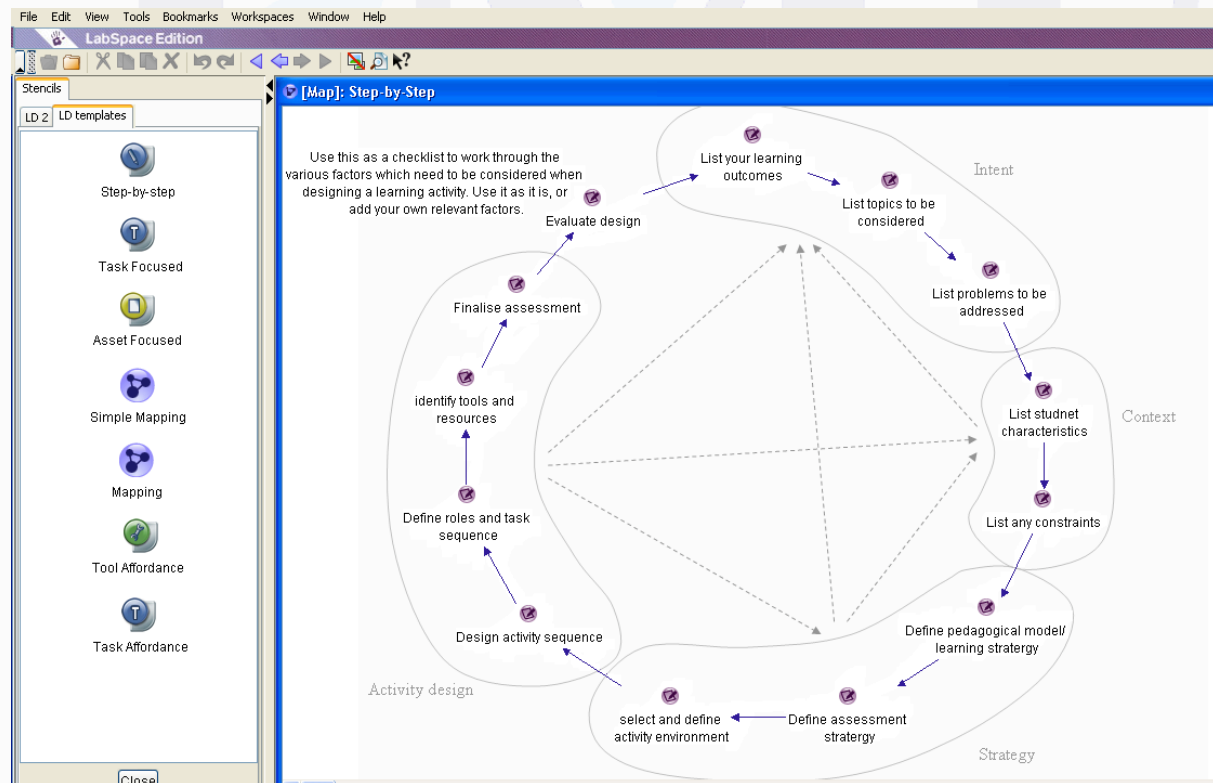 File Edit View Tools Bookmarks Workspaces Window Help
LabSpace Edition
Stencils
LD 2 LD templates
Step-by-step
Task Focused
Asset Focused
Simple Mapping
Mapping
Tool Affordance
Task Affordance
Close
[Map]: Step-by-Step
Use this as a checklist to work through the
various factors which need to be considered when
designing a learning activity. Use it as it is, or
add your own relevant factors.
List your learning
outcomes
Intent
List topics to be
considered
List problems to be
addressed
List studnet
characteristics
Context
List any constraints
Define pedagogical model/
learning stratergy
Define assessment
stratergy
Strategy
select and define
activity environment
Design activity sequence
Activity design
Define roles and task
sequence
identify tools and
resources
Finalise assessment
Evaluate design